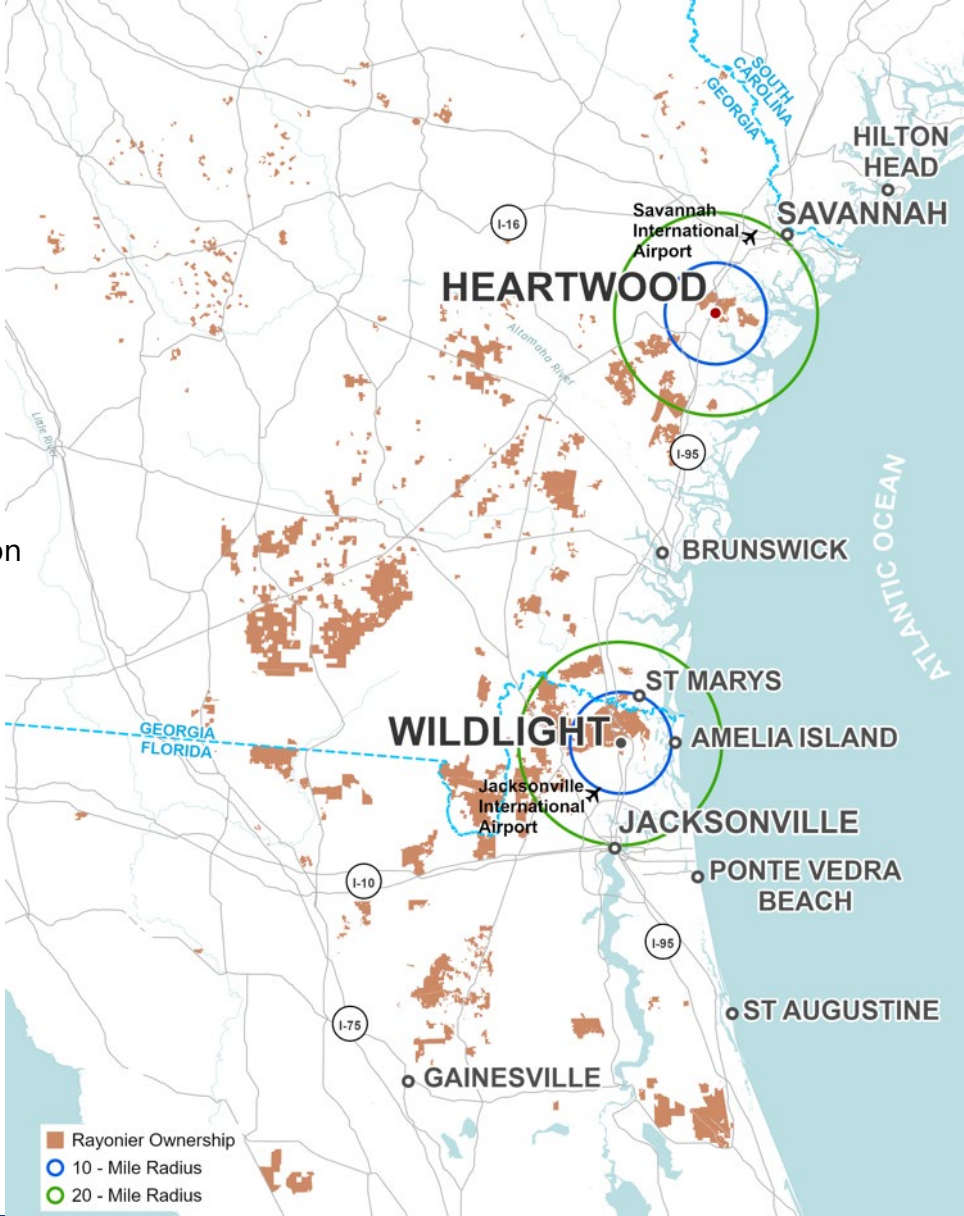 SOUTH
CAROLINA
GEORGIA
HILTON
HEAD
SAVANNAH
Savannah
International
Airport
I-16
HEARTWOOD
Altamaha River
Little River
I-95
ATLANTIC OCEAN
on
BRUNSWICK
ST MARYS
WILDLIGHT
AMELIA ISLAND
GEORGIA
FLORIDA
Jacksonville
International
Airport
JACKSONVILLE
PONTE VEDRA
BEACH
I-10
I-95
ST AUGUSTINE
I-75
GAINESVILLE
Rayonier Ownership
10 - Mile Radius
20 - Mile Radius